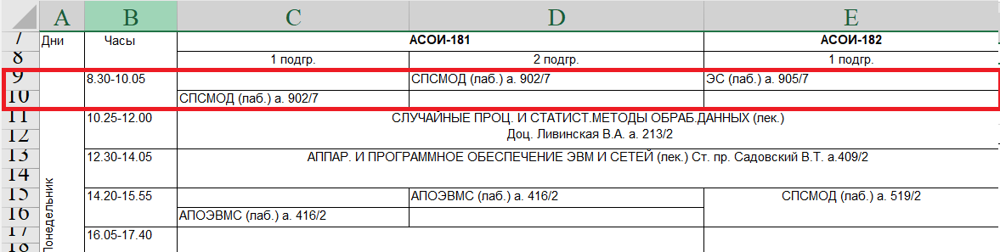 A B C D E
7 Дни Часы АСОИ-181 АСОИ-182
8 1 подгр. 2 подгр. 1 подгр.
9 8.30-10.05 СПСМОД (лаб.) а. 902/7 ЭС (лаб.) а. 905/7
10 СПСМОД (лаб.) а. 902/7
11 10.25-12.00 СЛУЧАЙНЫЕ ПРОЦ. И СТАТИСТ.МЕТОДЫ ОБРАБ.ДАННЫХ (лек.)
12 Доц. Ливинская В.А. а. 213/2
13 12.30-14.05 АППАР. И ПРОГРАММНОЕ ОБЕСПЕЧЕНИЕ ЭВМ И СЕТЕЙ (лек.) Ст. пр. Садовский В.Т. а.409/2
14
Понедельник
15 14.20-15.55 АПОЭВМС (лаб.) а. 416/2 СПСМОД (лаб.) а. 519/2
16 АПОЭВМС (лаб.) а. 416/2
17 16.05-17.40
18